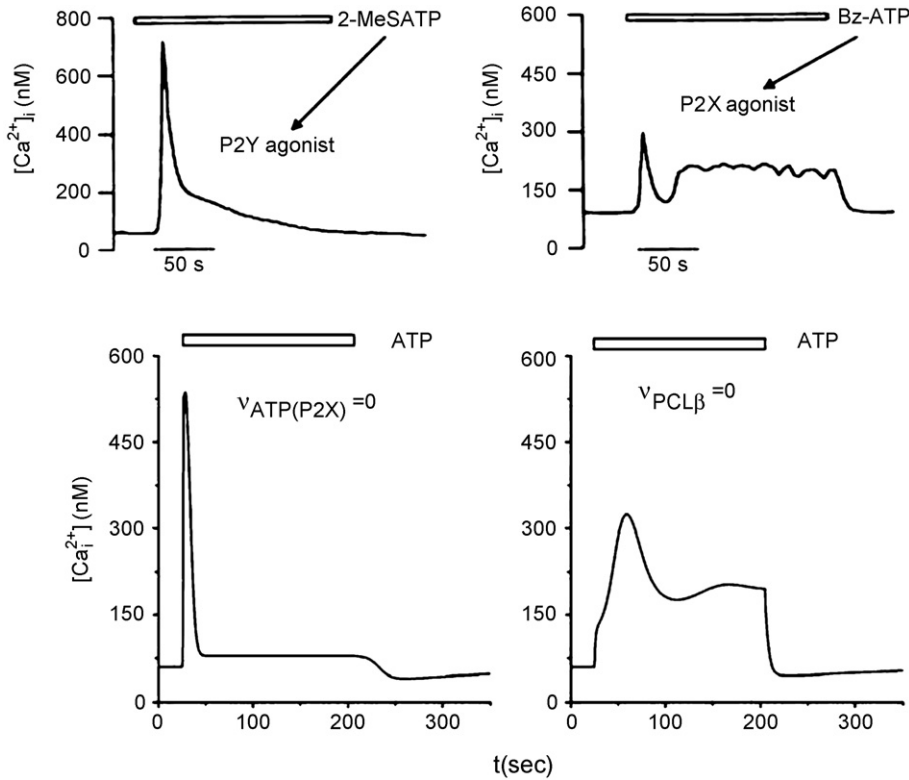 2-MeSATP
800
600
400
200
0
[Ca²⁺]ᵢ (nM)
P2Y agonist
50 s
Bz-ATP
600
450
300
150
0
[Ca²⁺]ᵢ (nM)
P2X agonist
50 s
ATP
600
450
300
150
0
[Caᵢ²⁺] (nM)
νATP(P2X) =0
0 100 200 300
ATP
600
450
300
150
0
νPCLβ =0
0 100 200 300
t(sec)